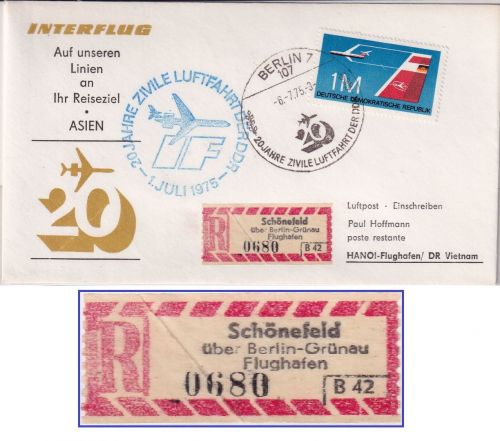 INTERFLUG
Auf unseren
Linien an
Ihr Reiseziel
• ASIEN
20
20 JAHRE ZIVILE LUFTFAHRT DER DDR
IF
1. JULI 1975
BERLIN 7
107
-6.-7.75-3
20
20 JAHRE ZIVILE LUFTFAHRT DER DDR
1M
DEUTSCHE DEMOKRATISCHE REPUBLIK
R
Schönefeld
über Berlin-Grünau
Flughafen
0680
B 42
Luftpost - Einschreiben
Paul Hoffmann
poste restante
HANOI-Flughafen/ DR Vietnam
R
Schönefeld
über Berlin-Grünau
Flughafen
0680
B 42